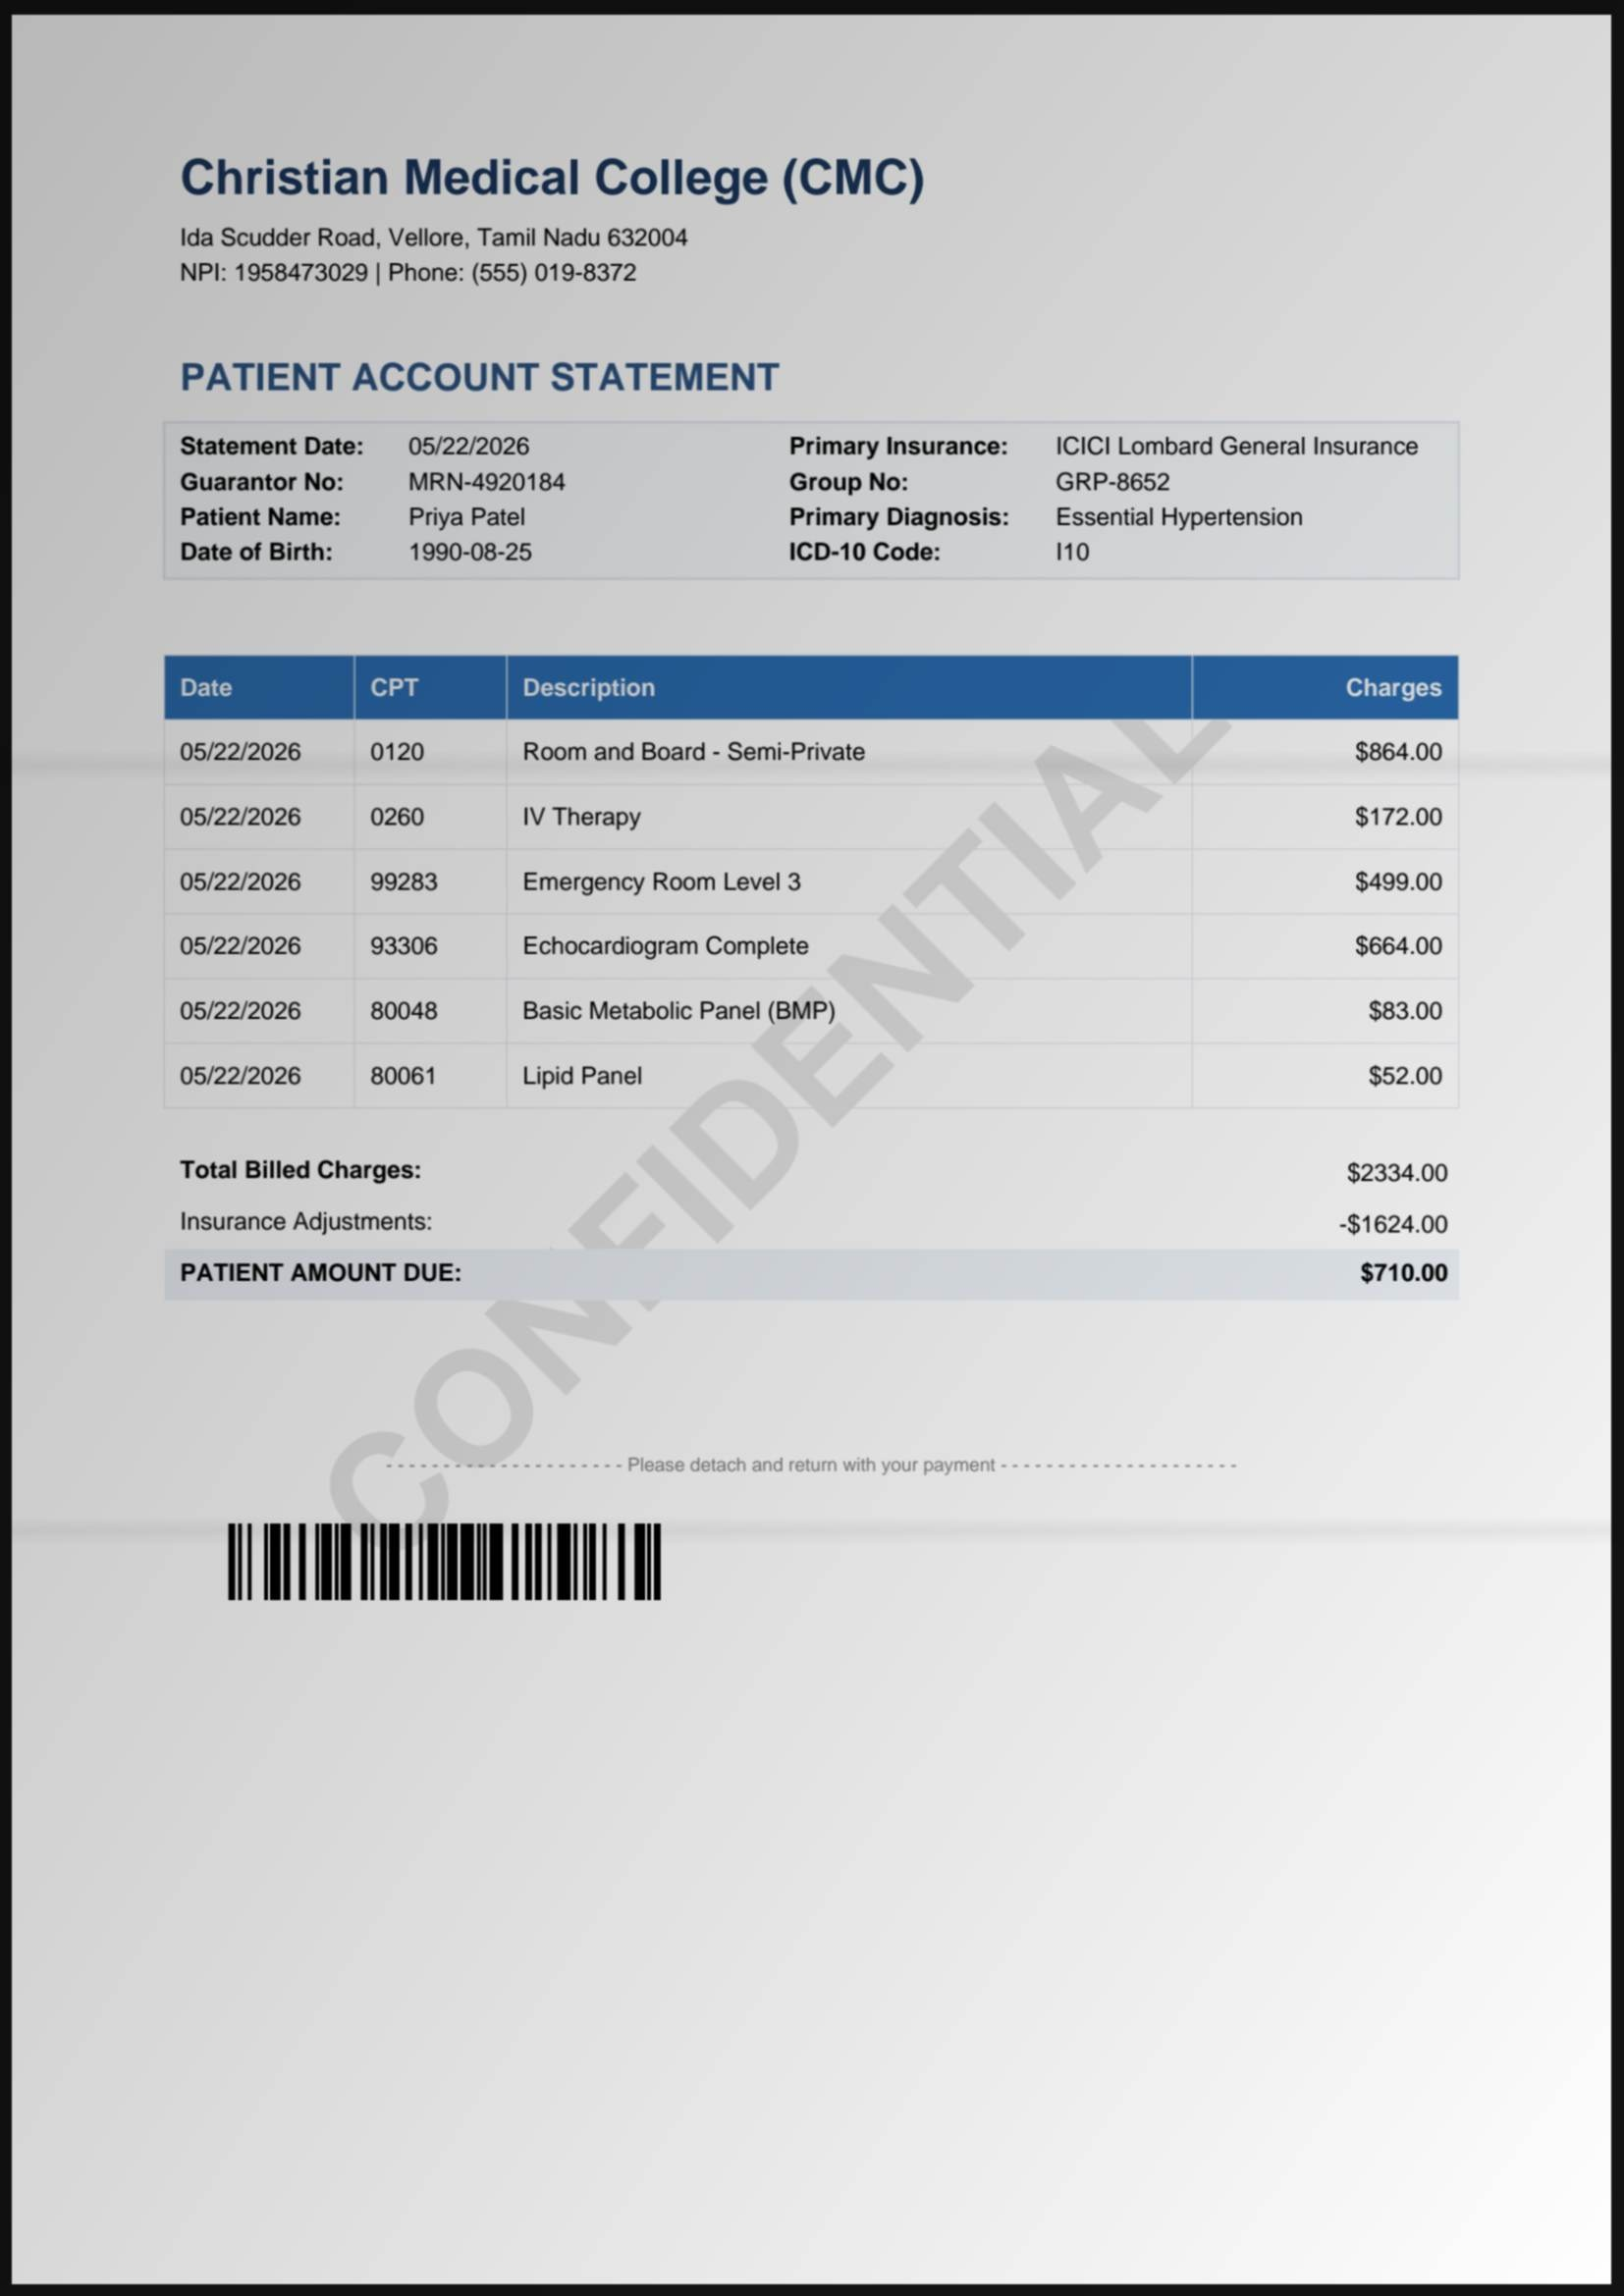 Christian Medical College (CMC)
Ida Scudder Road, Vellore, Tamil Nadu 632004
NPI: 1958473029 | Phone: (555) 019-8372
PATIENT ACCOUNT STATEMENT
Statement Date: 05/22/2026 Primary Insurance: ICICI Lombard General Insurance
Guarantor No: MRN-4920184 Group No: GRP-8652
Patient Name: Priya Patel Primary Diagnosis: Essential Hypertension
Date of Birth: 1990-08-25 ICD-10 Code: I10
Date CPT Description Charges
05/22/2026 0120 Room and Board - Semi-Private $864.00
05/22/2026 0260 IV Therapy $172.00
05/22/2026 99283 Emergency Room Level 3 $499.00
05/22/2026 93306 Echocardiogram Complete $664.00
05/22/2026 80048 Basic Metabolic Panel (BMP) $83.00
05/22/2026 80061 Lipid Panel $52.00
Total Billed Charges: $2334.00
Insurance Adjustments: -$1624.00
PATIENT AMOUNT DUE: $710.00
- - - - - - - - - - - - - - - - - - - - Please detach and return with your payment - - - - - - - - - - - - - - - - - - - -
CONFIDENTIAL